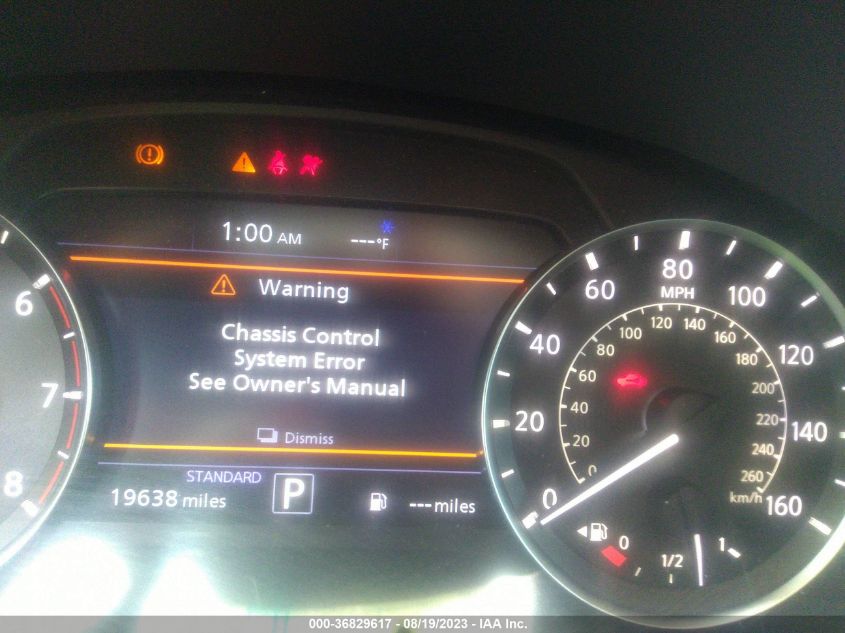 1:00 AM
---°F
Warning
Chassis Control
System Error
See Owner's Manual
Dismiss
STANDARD
19638 miles
P
---miles
6
7
8
0
20
40
60
80
100
120
140
160
MPH
0
20
40
60
80
100
120
140
160
180
200
220
240
260
km/h
0
1/2
1
000-36829617 - 08/19/2023 - IAA Inc.